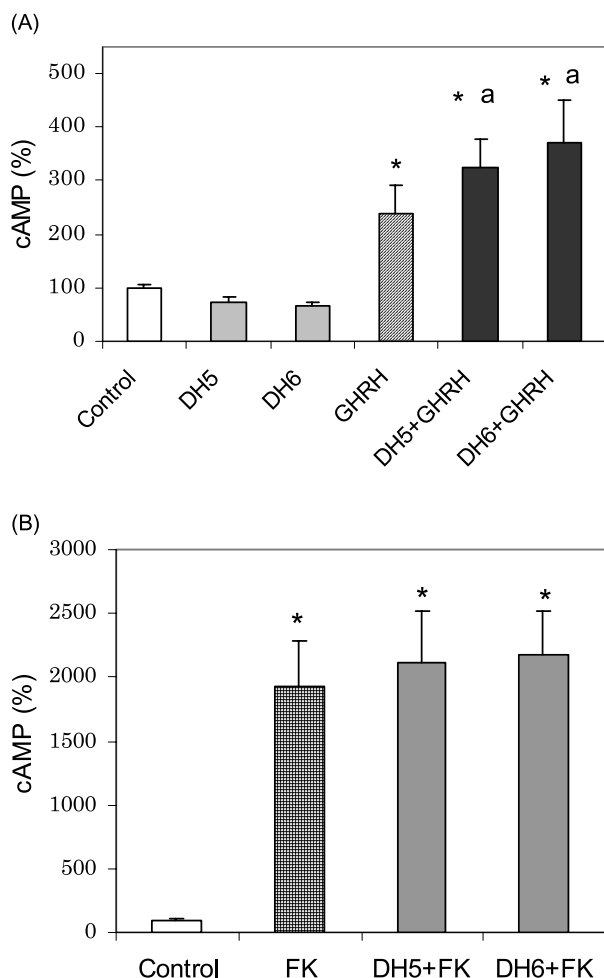 (A)
cAMP (%)
500
400
300
200
100
0
*
* a
* a
Control
DH5
DH6
GHRH
DH5+GHRH
DH6+GHRH
(B)
cAMP (%)
3000
2500
2000
1500
1000
500
0
*
*
*
Control FK DH5+FK DH6+FK